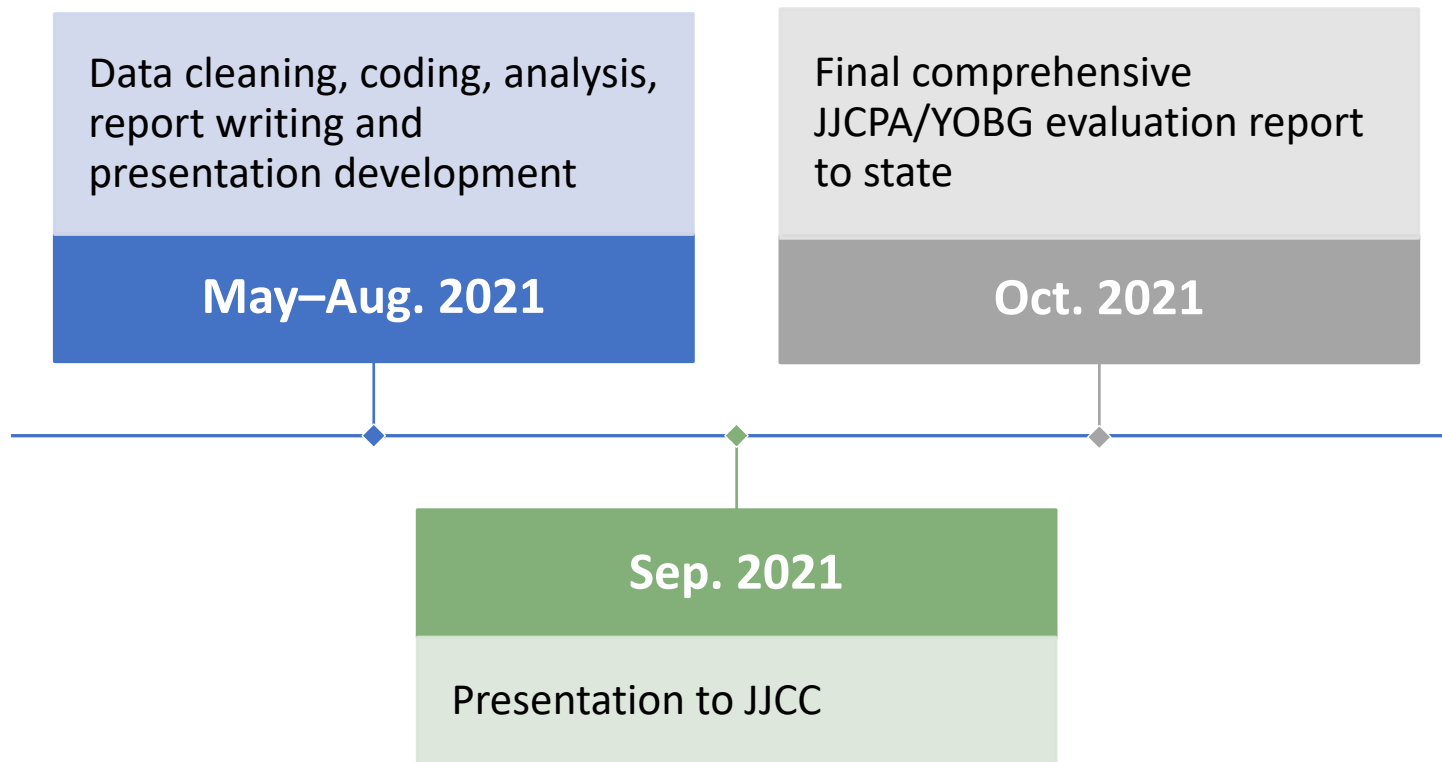 Data cleaning, coding, analysis,
report writing and
presentation development
May–Aug. 2021
Final comprehensive
JJCPA/YOBG evaluation report
to state
Oct. 2021
Sep. 2021
Presentation to JJCC